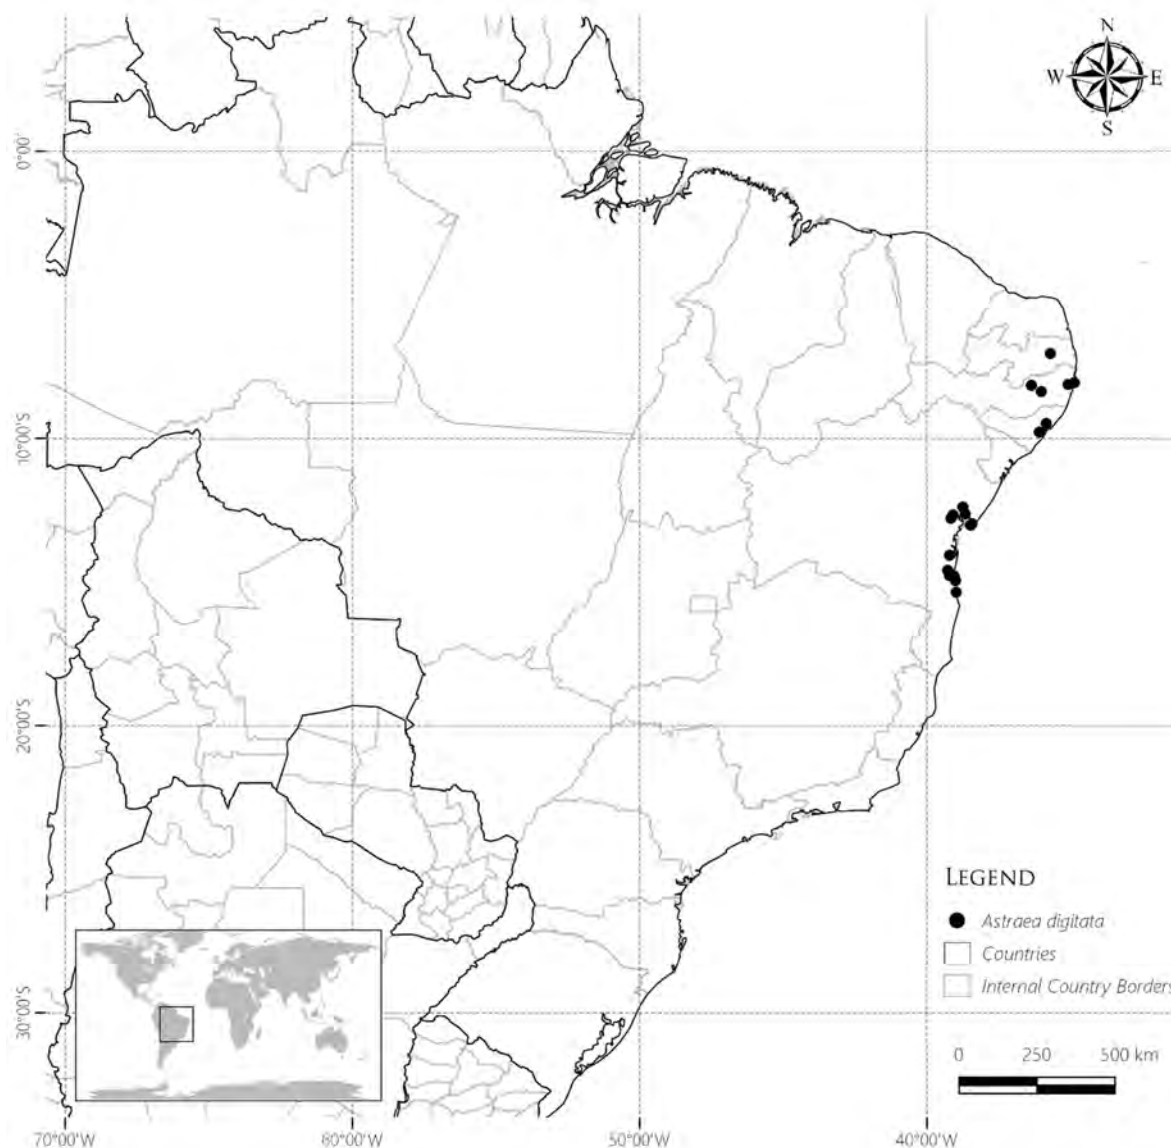 N
W E
S
0°00'
10°00'S
20°00'S
30°00'S
LEGEND
Astraea digitata
Countries
Internal Country Borders
0 250 500 km
70°00'W 80°00'W 50°00'W 40°00'W